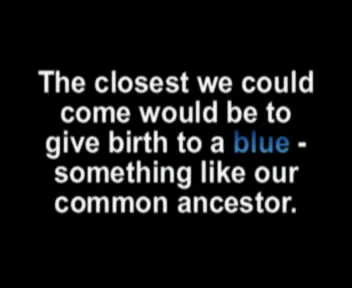 The closest we could
come would be to
give birth to a blue -
something like our
common ancestor.